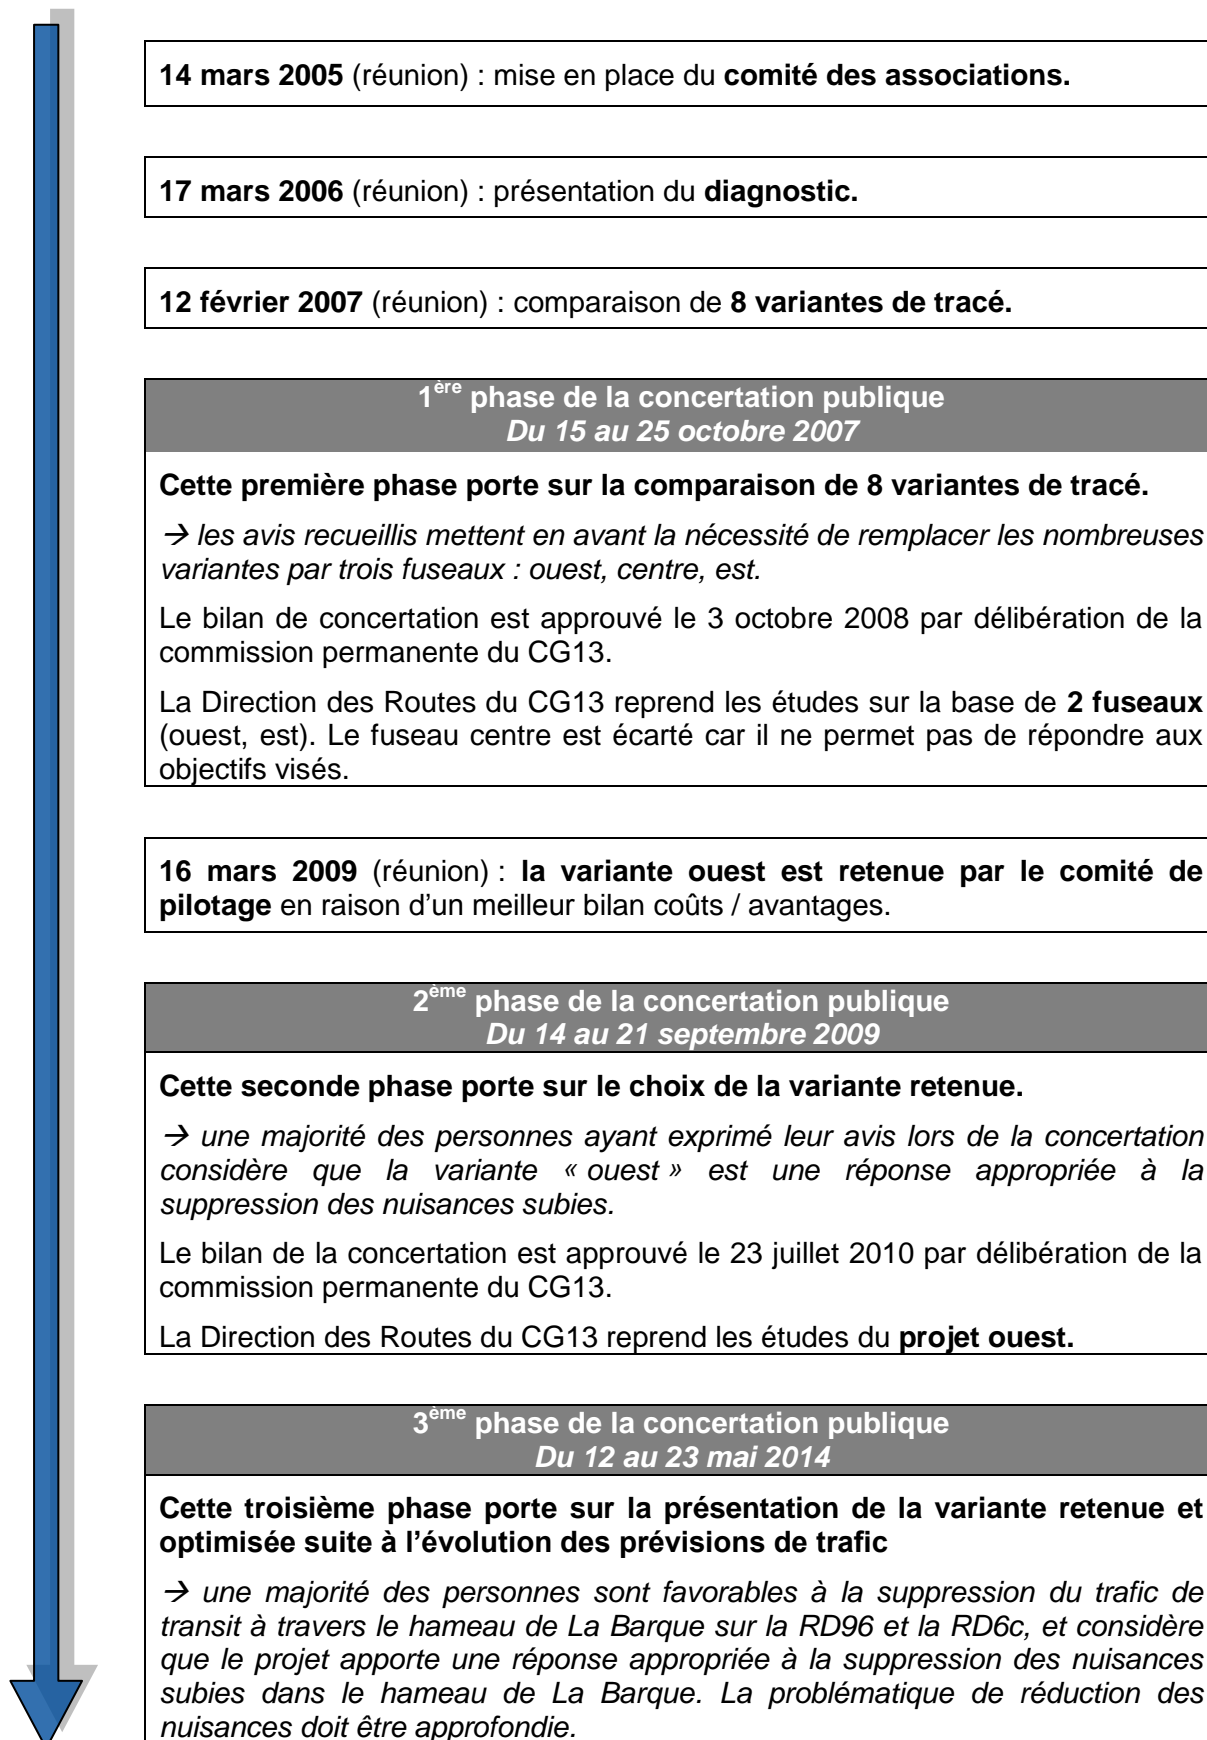 14 mars 2005 (réunion) : mise en place du comité des associations.
17 mars 2006 (réunion) : présentation du diagnostic.
12 février 2007 (réunion) : comparaison de 8 variantes de tracé.
1ère phase de la concertation publique
Du 15 au 25 octobre 2007
Cette première phase porte sur la comparaison de 8 variantes de tracé.
→ les avis recueillis mettent en avant la nécessité de remplacer les nombreuses
variantes par trois fuseaux : ouest, centre, est.
Le bilan de concertation est approuvé le 3 octobre 2008 par délibération de la
commission permanente du CG13.
La Direction des Routes du CG13 reprend les études sur la base de 2 fuseaux
(ouest, est). Le fuseau centre est écarté car il ne permet pas de répondre aux
objectifs visés.
16 mars 2009 (réunion) : la variante ouest est retenue par le comité de
pilotage en raison d'un meilleur bilan coûts / avantages.
2ème phase de la concertation publique
Du 14 au 21 septembre 2009
Cette seconde phase porte sur le choix de la variante retenue.
→ une majorité des personnes ayant exprimé leur avis lors de la concertation
considère que la variante « ouest » est une réponse appropriée à la
suppression des nuisances subies.
Le bilan de la concertation est approuvé le 23 juillet 2010 par délibération de la
commission permanente du CG13.
La Direction des Routes du CG13 reprend les études du projet ouest.
3ème phase de la concertation publique
Du 12 au 23 mai 2014
Cette troisième phase porte sur la présentation de la variante retenue et
optimisée suite à l'évolution des prévisions de trafic
→ une majorité des personnes sont favorables à la suppression du trafic de
transit à travers le hameau de La Barque sur la RD96 et la RD6c, et considère
que le projet apporte une réponse appropriée à la suppression des nuisances
subies dans le hameau de La Barque. La problématique de réduction des
nuisances doit être approfondie.